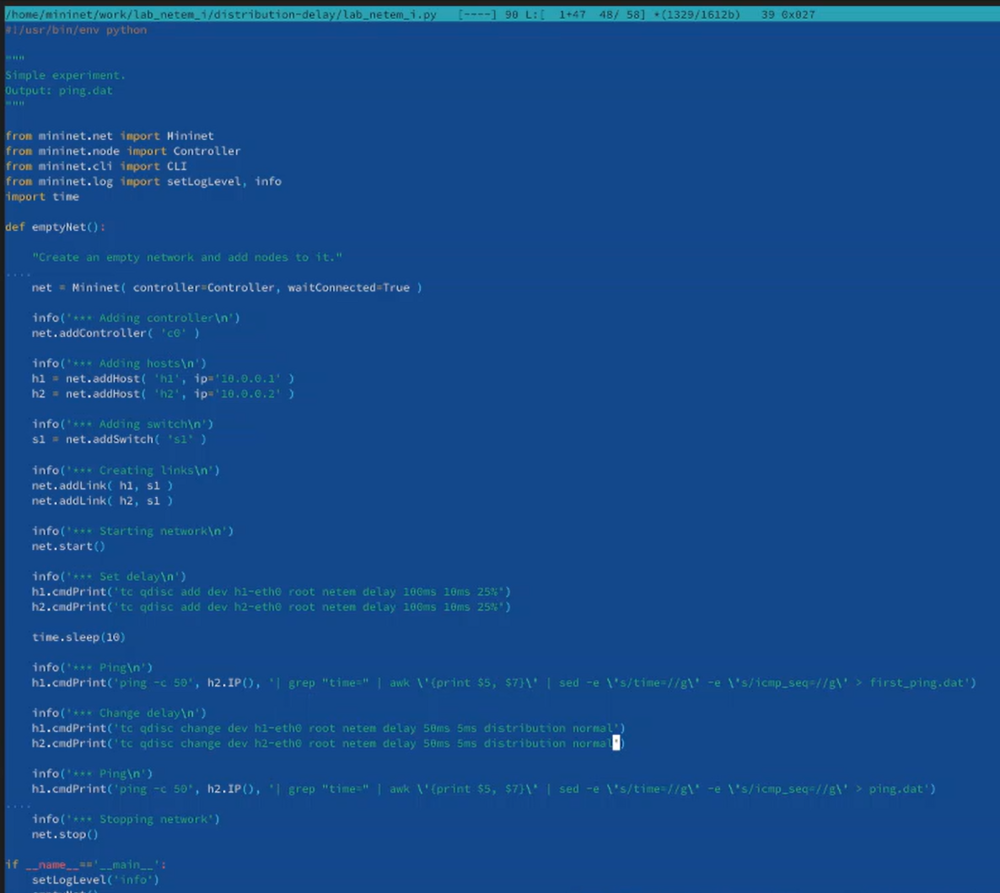 /home/mininet/work/lab_netem_i/distribution-delay/lab_netem_i.py   [----] 90 L:[  1+47  48/ 58] *(1329/1612b)   39 0x027
#!/usr/bin/env python
"""
Simple experiment.
Output: ping.dat
"""
from mininet.net import Mininet
from mininet.node import Controller
from mininet.cli import CLI
from mininet.log import setLogLevel, info
import time
def emptyNet():
    "Create an empty network and add nodes to it."
....
    net = Mininet( controller=Controller, waitConnected=True )
    info('*** Adding controller\n')
    net.addController( 'c0' )
    info('*** Adding hosts\n')
    h1 = net.addHost( 'h1', ip='10.0.0.1' )
    h2 = net.addHost( 'h2', ip='10.0.0.2' )
    info('*** Adding switch\n')
    s1 = net.addSwitch( 's1' )
    info('*** Creating links\n')
    net.addLink( h1, s1 )
    net.addLink( h2, s1 )
    info('*** Starting network\n')
    net.start()
    info('*** Set delay\n')
    h1.cmdPrint('tc qdisc add dev h1-eth0 root netem delay 100ms 10ms 25%')
    h2.cmdPrint('tc qdisc add dev h2-eth0 root netem delay 100ms 10ms 25%')
    time.sleep(10)
    info('*** Ping\n')
    h1.cmdPrint('ping -c 50', h2.IP(), '| grep "time=" | awk \'{print $5, $7}\' | sed -e \'s/time=//g\' -e \'s/icmp_seq=//g\' > first_ping.dat')
    info('*** Change delay\n')
    h1.cmdPrint('tc qdisc change dev h1-eth0 root netem delay 50ms 5ms distribution normal')
    h2.cmdPrint('tc qdisc change dev h2-eth0 root netem delay 50ms 5ms distribution normal')
    info('*** Ping\n')
    h1.cmdPrint('ping -c 50', h2.IP(), '| grep "time=" | awk \'{print $5, $7}\' | sed -e \'s/time=//g\' -e \'s/icmp_seq=//g\' > ping.dat')
....
    info('*** Stopping network')
    net.stop()
if __name__=='__main__':
    setLogLevel('info')